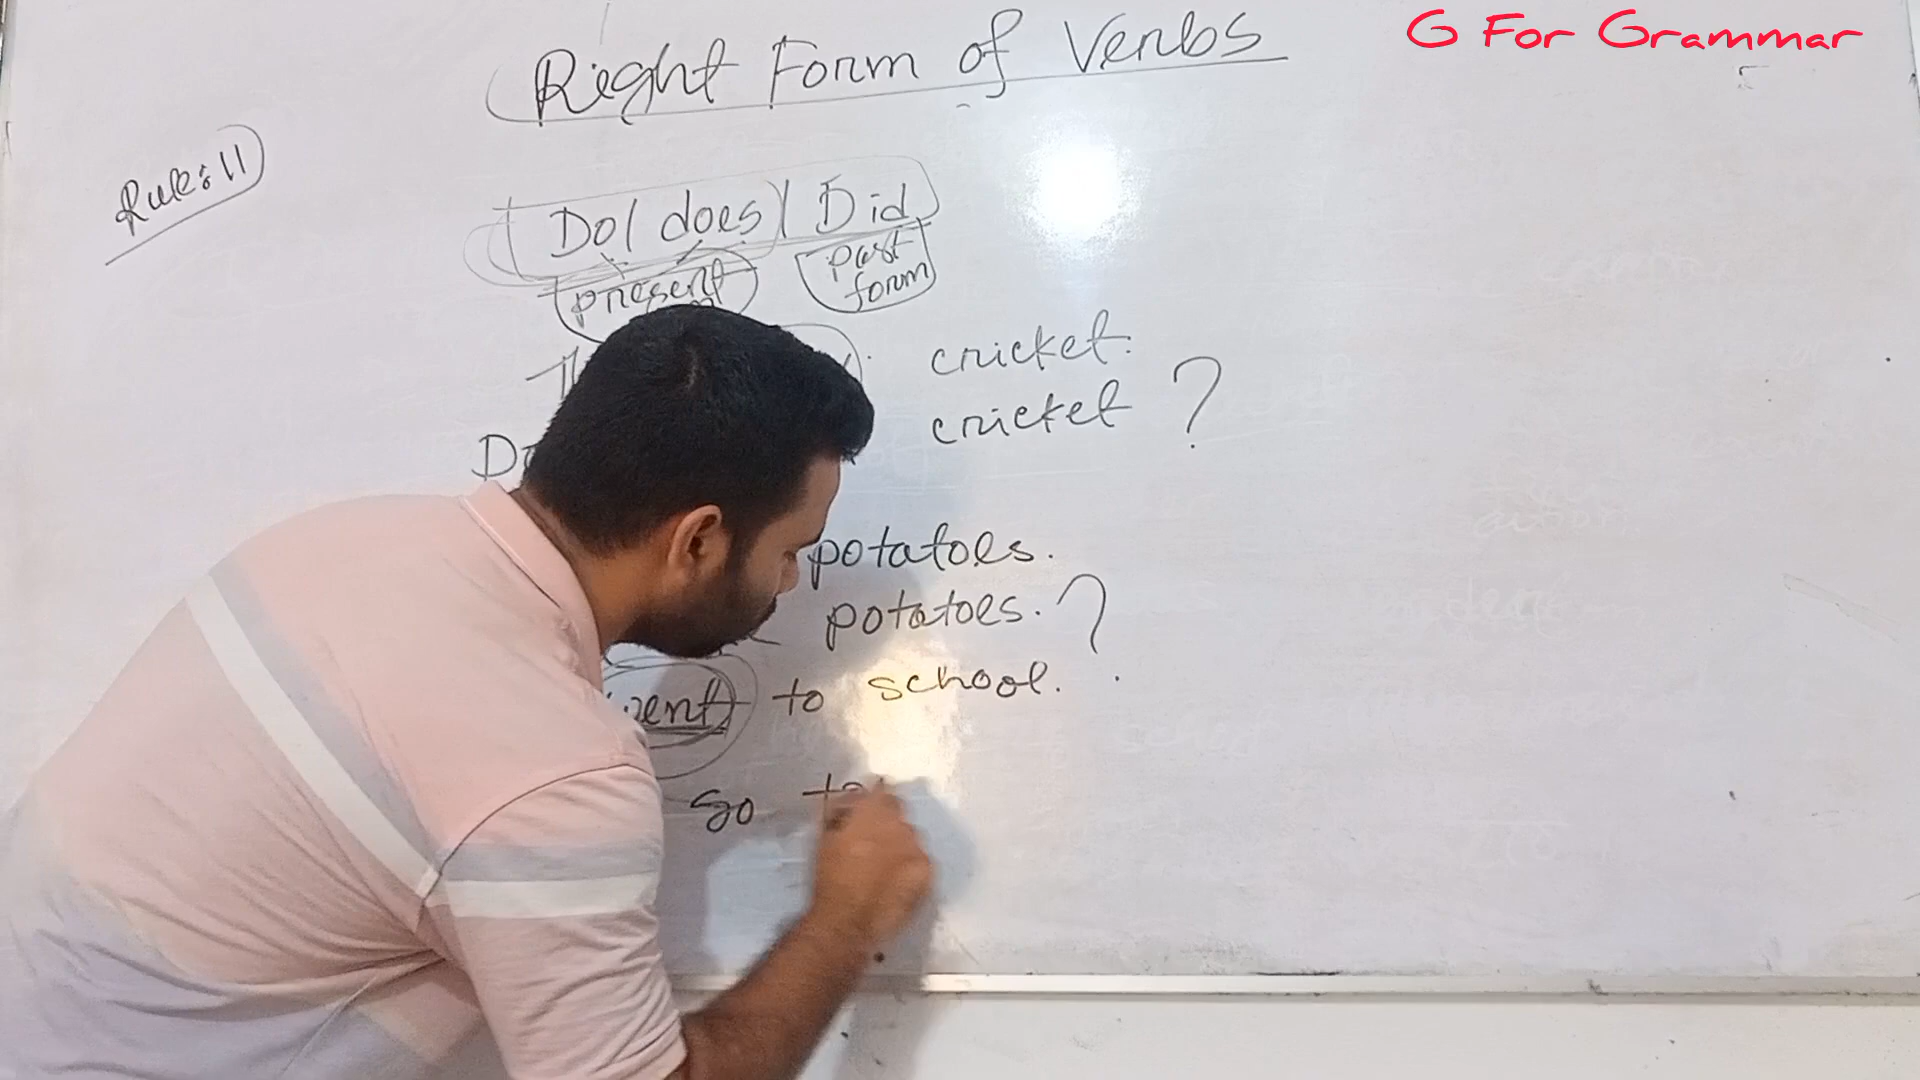 G For Grammar
Right Form of Verbs
Rule: 11
Do/ does/ Did
present
past
form
cricket.
cricket ?
potatoes.
potatoes. ?
went to school.
go to